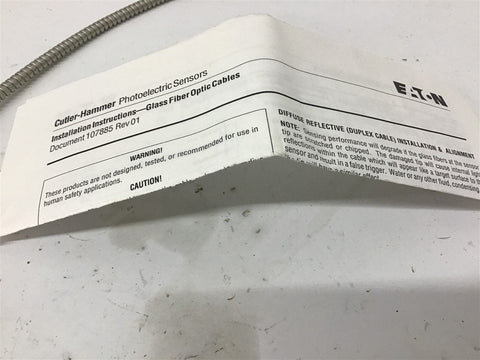 Cutler-Hammer Photoelectric Sensors
Installation Instructions—Glass Fiber Optic Cables
Document 107885 Rev 01
WARNING!
These products are not designed, tested, or recommended for use in
human safety applications.
CAUTION!
EATON
DIFFUSE REFLECTIVE (DUPLEX CABLE) INSTALLATION & ALIGNMENT
NOTE: Sensing performance will degrade if the glass fibers at the sensing
tip are scratched or chipped. The damaged tip will cause internal light
reflections within the cable which will appear like a target surface to the
sensor and will result in a false trigger. Water or any other fluid, condensing
a similar effect